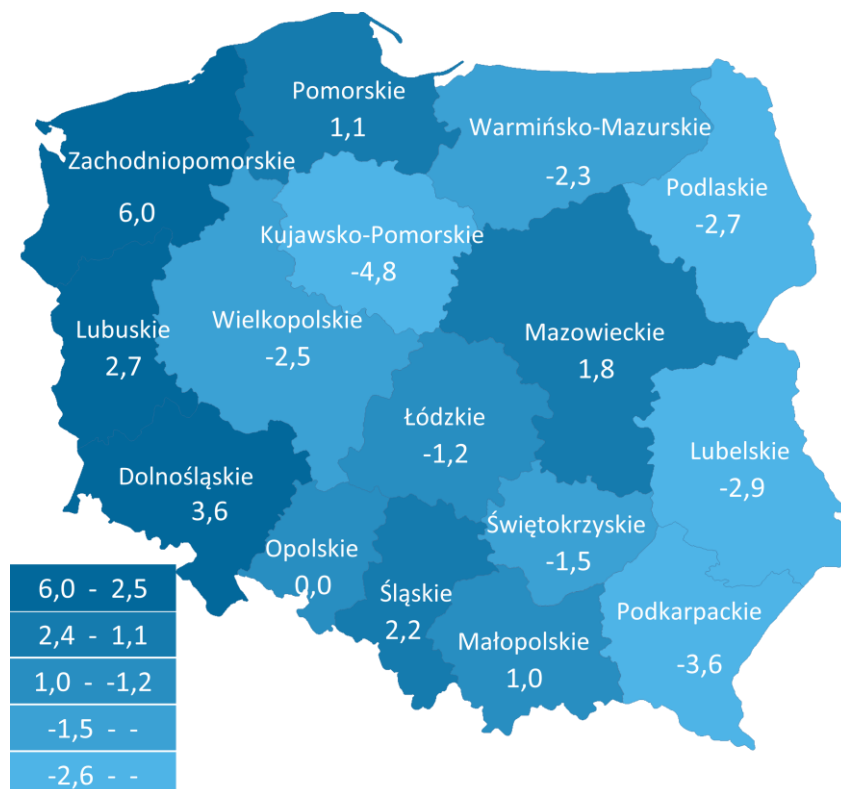 Pomorskie
1,1
Warmińsko-Mazurskie
-2,3
Zachodniopomorskie
6,0
Podlaskie
-2,7
Kujawsko-Pomorskie
-4,8
Lubuskie
2,7
Wielkopolskie
-2,5
Mazowieckie
1,8
Łódzkie
-1,2
Lubelskie
-2,9
Dolnośląskie
3,6
Opolskie
0,0
Świętokrzyskie
-1,5
Śląskie
2,2
Małopolskie
1,0
Podkarpackie
-3,6
6,0 - 2,5
2,4 - 1,1
1,0 - -1,2
-1,5 - -
-2,6 - -